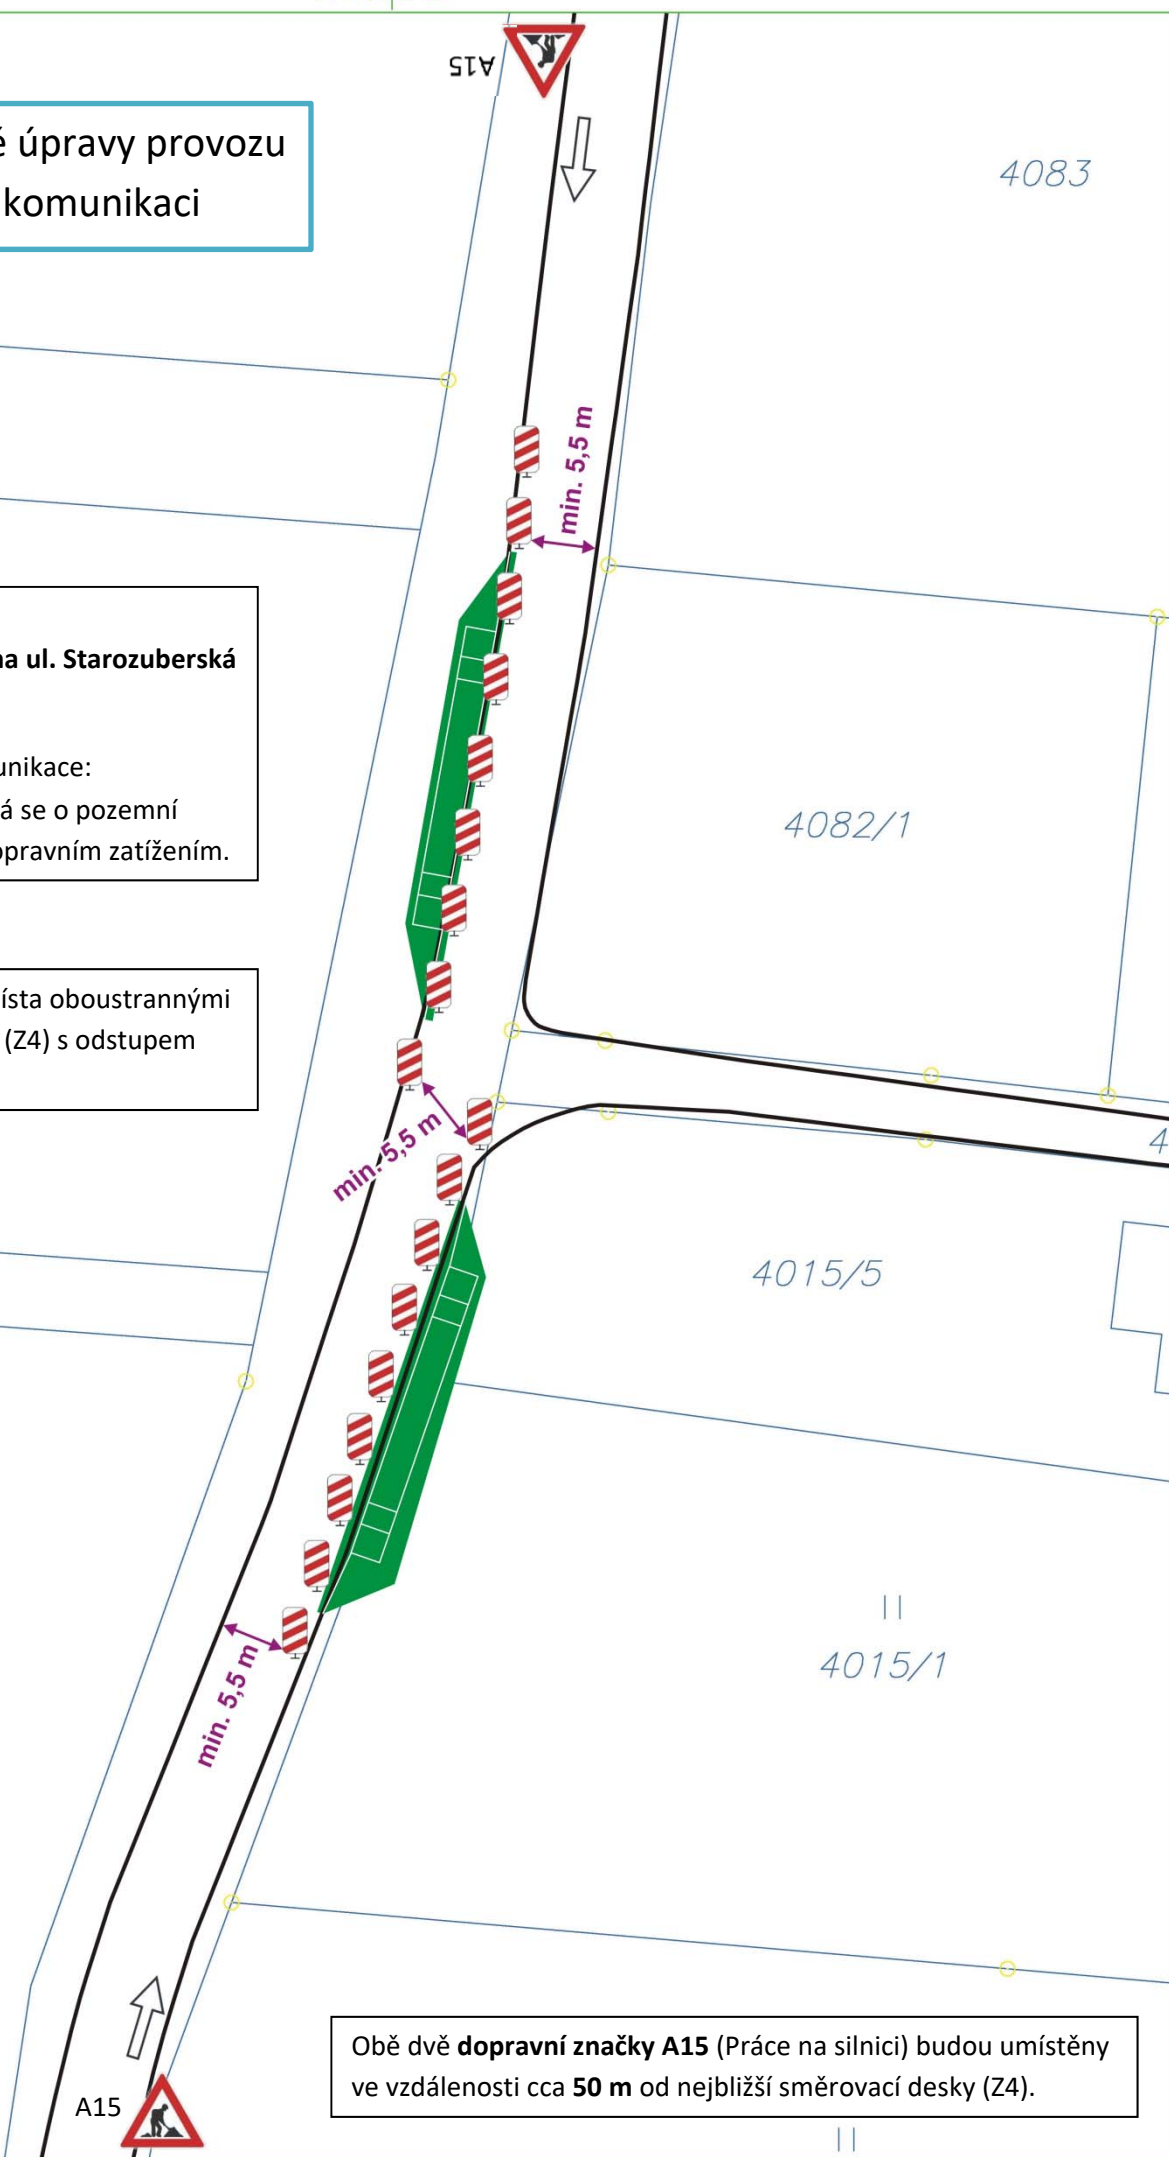 A15
é úpravy provozu
komunikaci
4083
min. 5,5 m
na ul. Starozuberská
unikace:
á se o pozemní
opravním zatížením.
4082/1
ísta oboustrannými
(Z4) s odstupem
min. 5,5 m
4
4015/5
4015/1
min. 5,5 m
Obě dvě dopravní značky A15 (Práce na silnici) budou umístěny
ve vzdálenosti cca 50 m od nejbližší směrovací desky (Z4).
A15